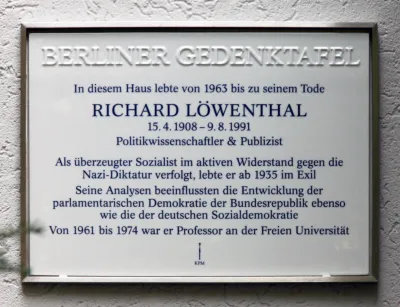 BERLINER GEDENKTAFEL
In diesem Haus lebte von 1963 bis zu seinem Tode
RICHARD LÖWENTHAL
15. 4. 1908 – 9. 8. 1991
Politikwissenschaftler & Publizist
Als überzeugter Sozialist im aktiven Widerstand gegen die
Nazi-Diktatur verfolgt, lebte er ab 1935 im Exil
Seine Analysen beeinflussten die Entwicklung der
parlamentarischen Demokratie der Bundesrepublik ebenso
wie die der deutschen Sozialdemokratie
Von 1961 bis 1974 war er Professor an der Freien Universität
KPM